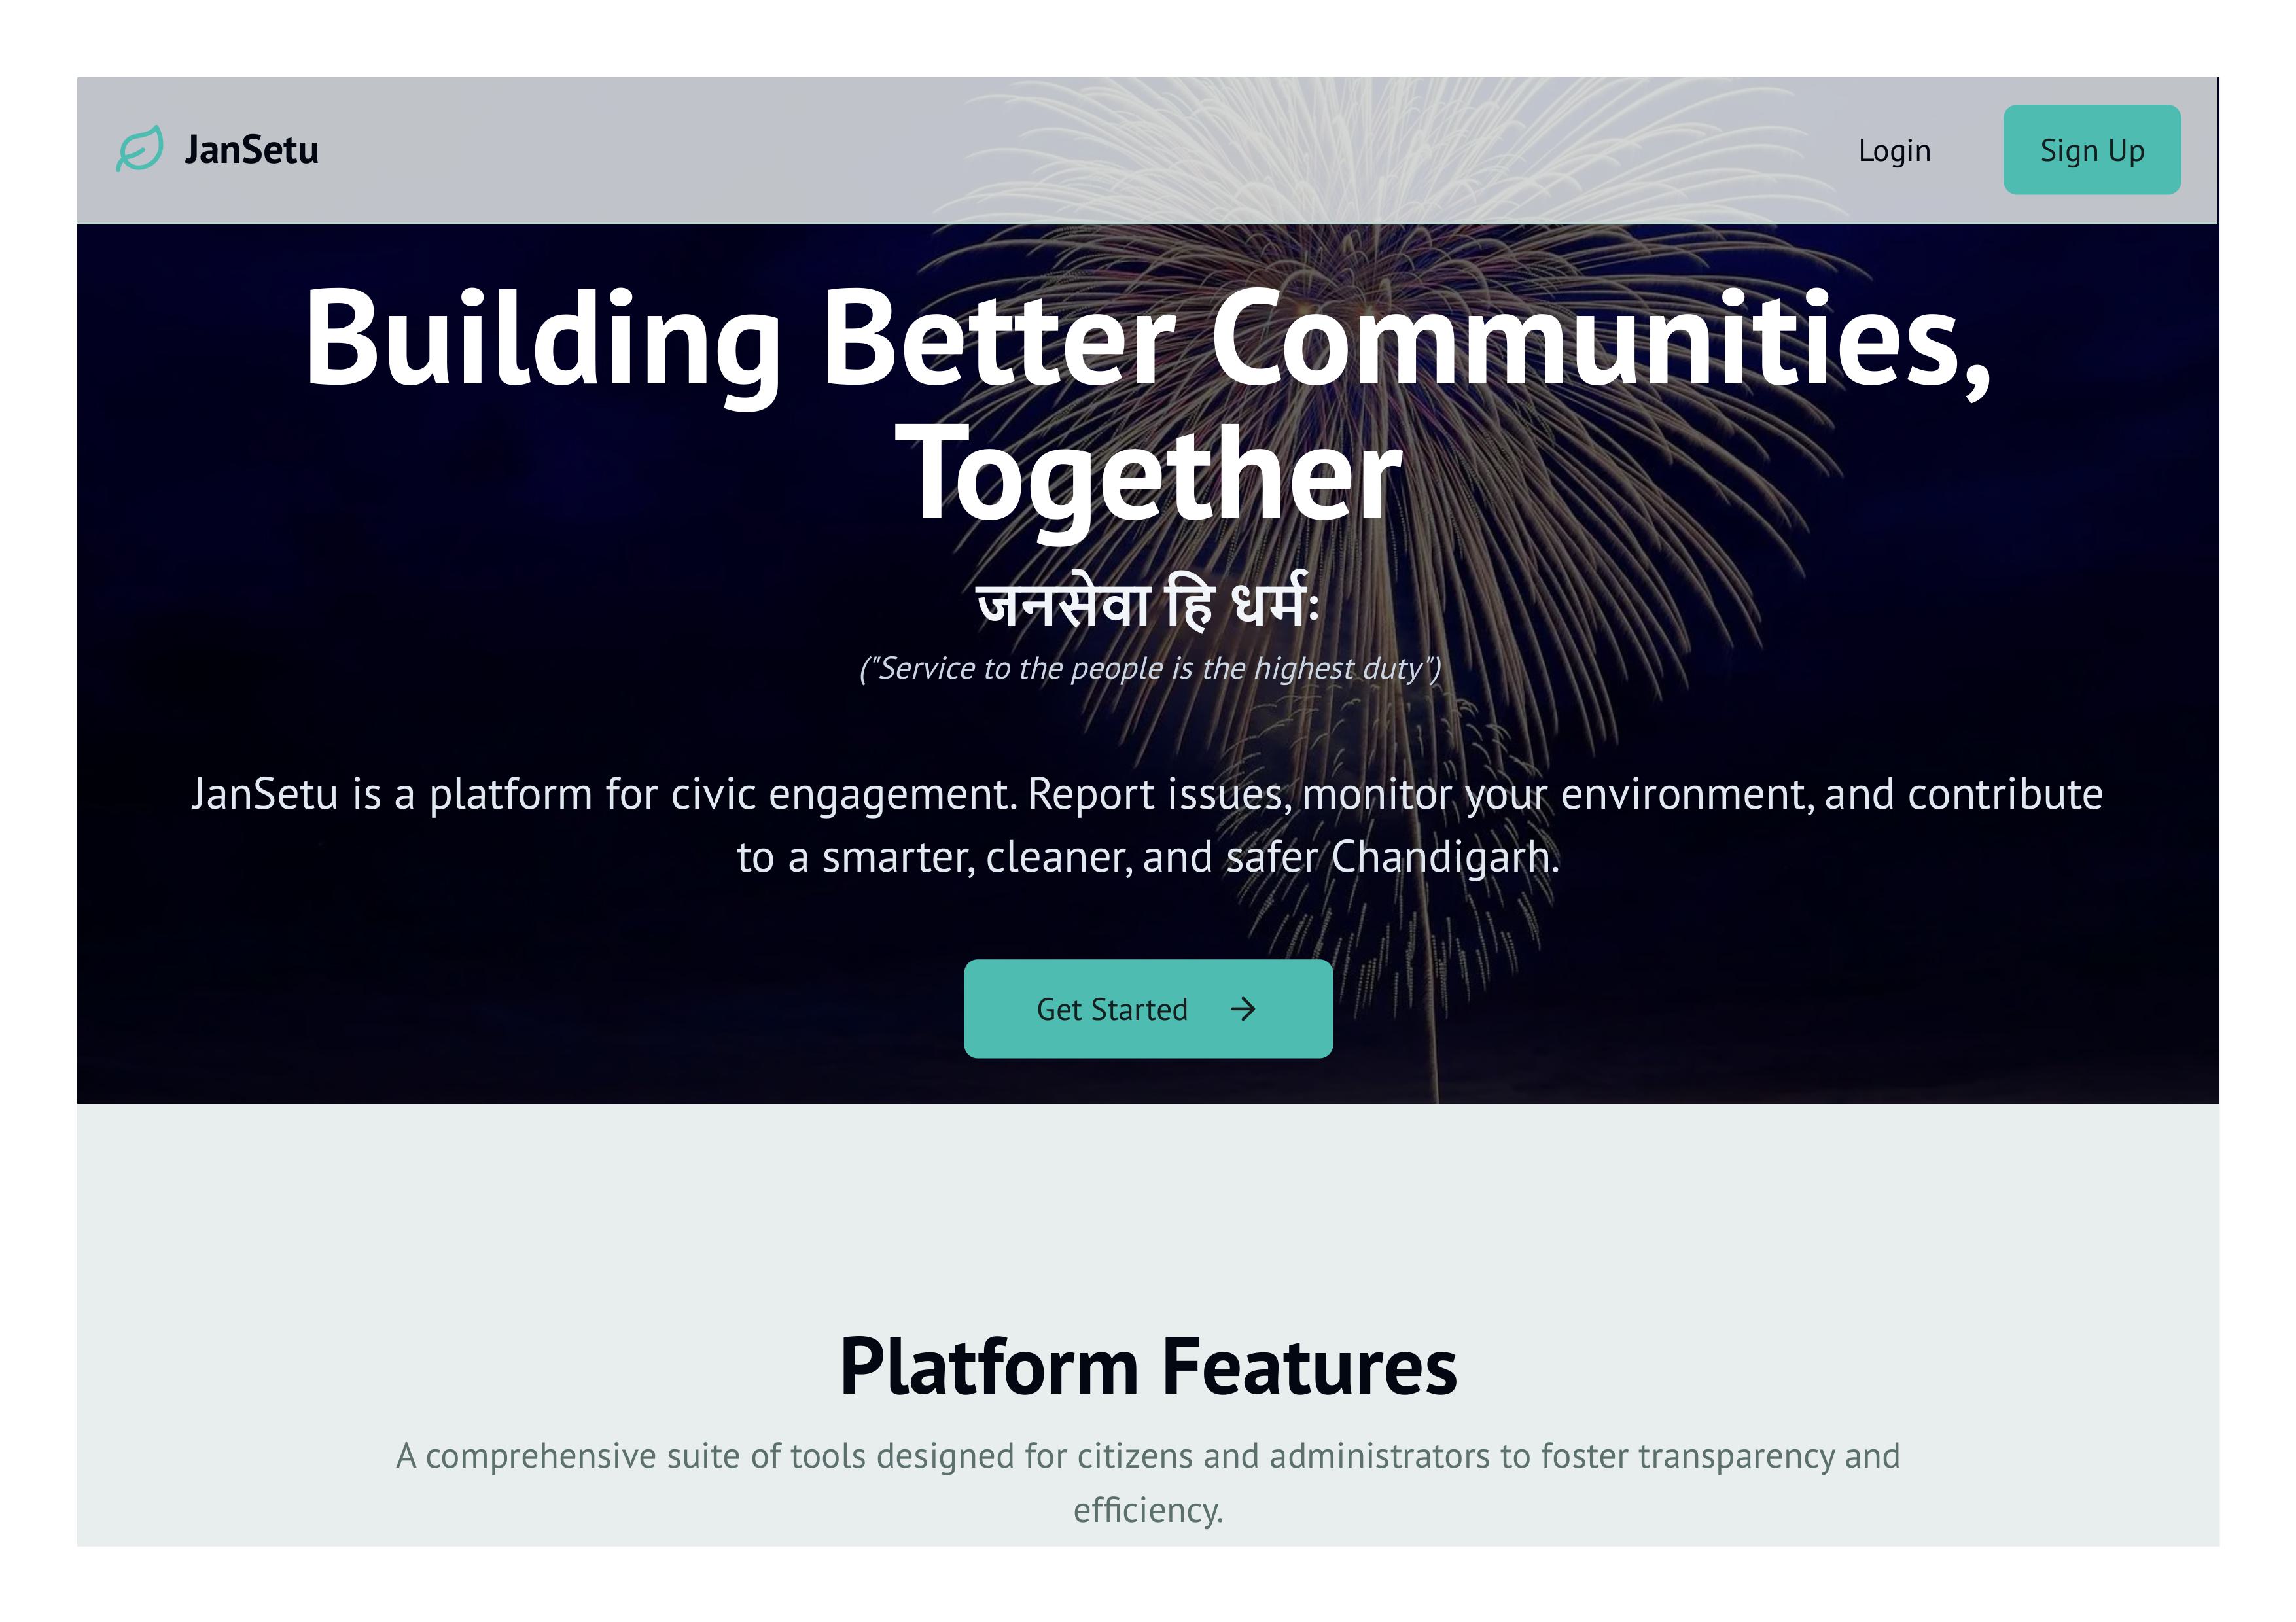 JanSetu
Login
Sign Up
Building Better Communities,
Together
जनसेवा हि धर्मः
("Service to the people is the highest duty")
JanSetu is a platform for civic engagement. Report issues, monitor your environment, and contribute
to a smarter, cleaner, and safer Chandigarh.
Get Started
Platform Features
A comprehensive suite of tools designed for citizens and administrators to foster transparency and
efficiency.